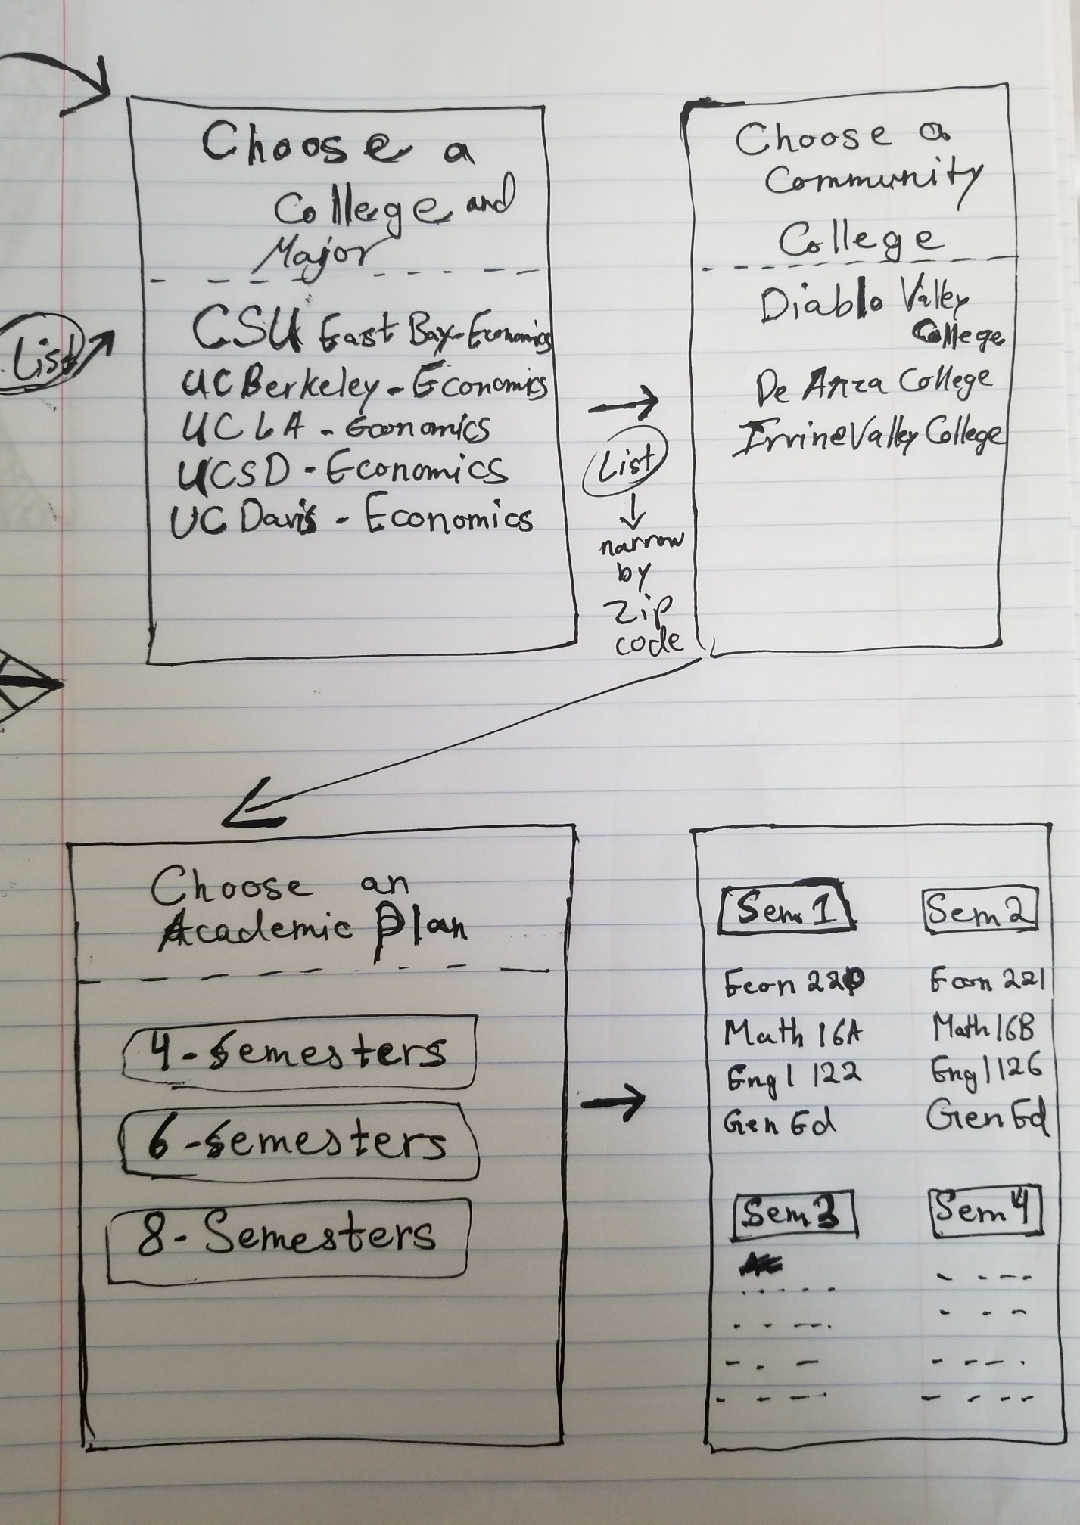 Choose a
College and
Major
List
CSU East Bay-Economics
UC Berkeley - Economics
UCLA - Economics
UCSD - Economics
UC Davis - Economics
List
narrow
by
Zip
code
Choose a
Community
College
Diablo Valley
College
De Anza College
Irvine Valley College
Choose an
Academic Plan
4-Semesters
6-Semesters
8-Semesters
Sem 1
Econ 220
Math 16A
Engl 122
Gen Ed
Sem 2
Econ 221
Math 16B
Engl 126
Gen Ed
Sem 3
Sem 4